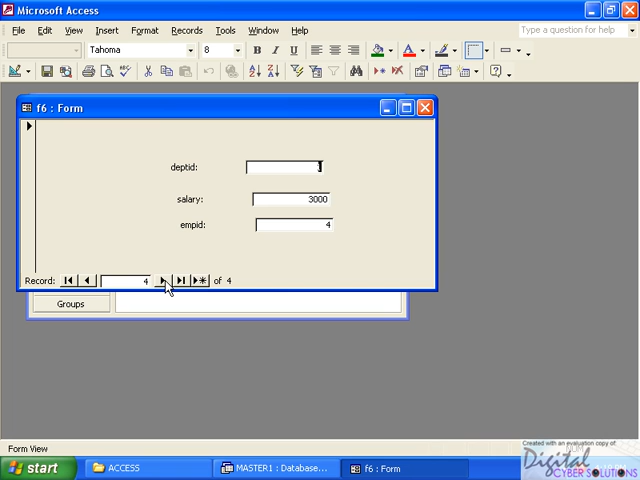 Microsoft Access
File Edit View Insert Format Records Tools Window Help
Type a question for help
Tahoma 8 B I U A
f6 : Form
deptid:
salary: 3000
empid: 4
Record: 4 of 4
Groups
Form View
NUM
Created with an evaluation copy of
Digital
CYBER SOLUTIONS
start ACCESS MASTER1 : Database... f6 : Form